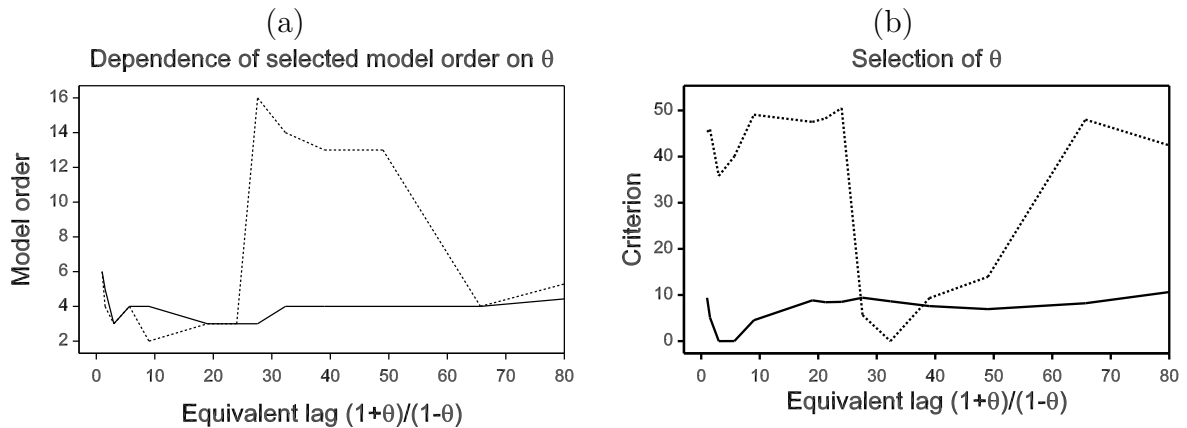 (a)
Dependence of selected model order on θ
Model order
16
14
12
10
8
6
4
2
0 10 20 30 40 50 60 70 80
Equivalent lag (1+θ)/(1-θ)
(b)
Selection of θ
Criterion
50
40
30
20
10
0
0 10 20 30 40 50 60 70 80
Equivalent lag (1+θ)/(1-θ)